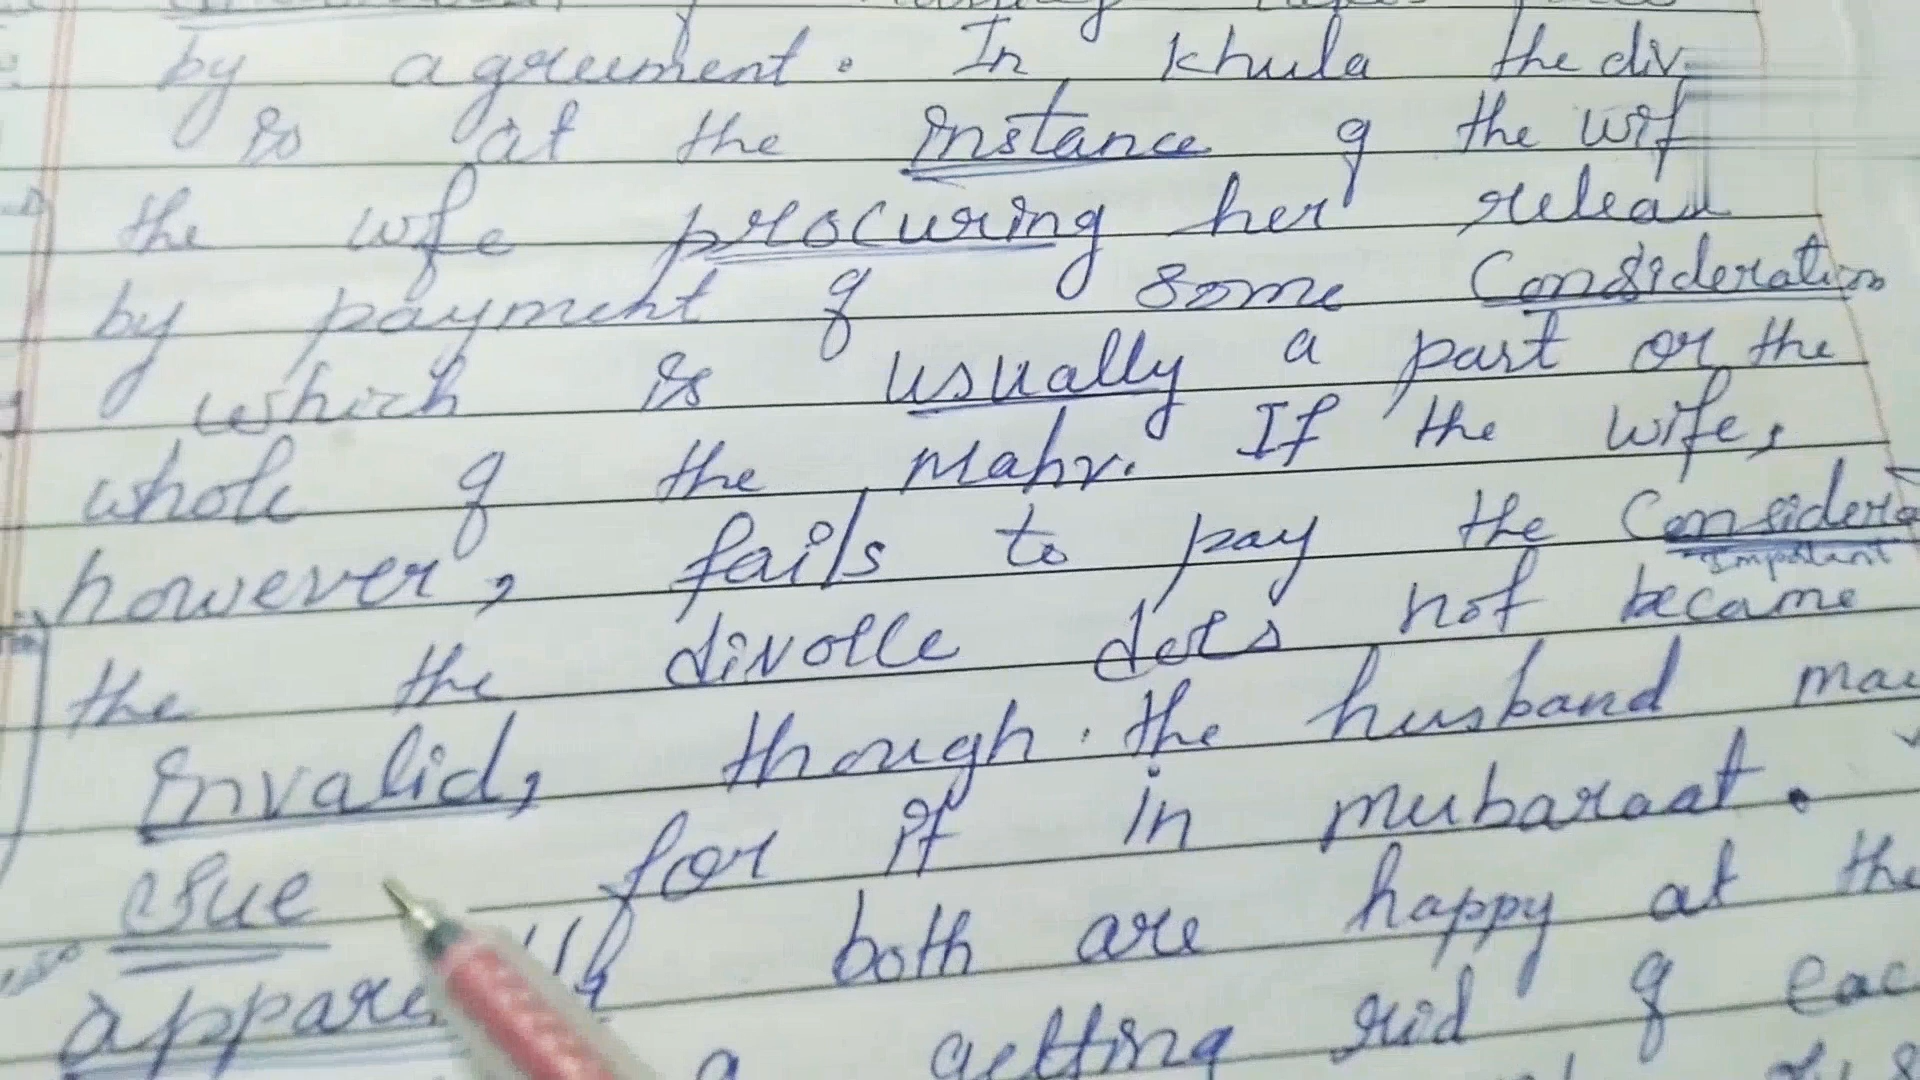 by agreement. In khula the div
is at the instance of the wif
the wife procuring her releas
by payment of some Consideration
which is usually a part or the
whole of the Mahr. If the wife,
however, fails to pay the Considera
Important
the the divorce does not became
invalid, though. the husband may
sue for it in mubaraat.
apparently both are happy at the
getting rid of eac